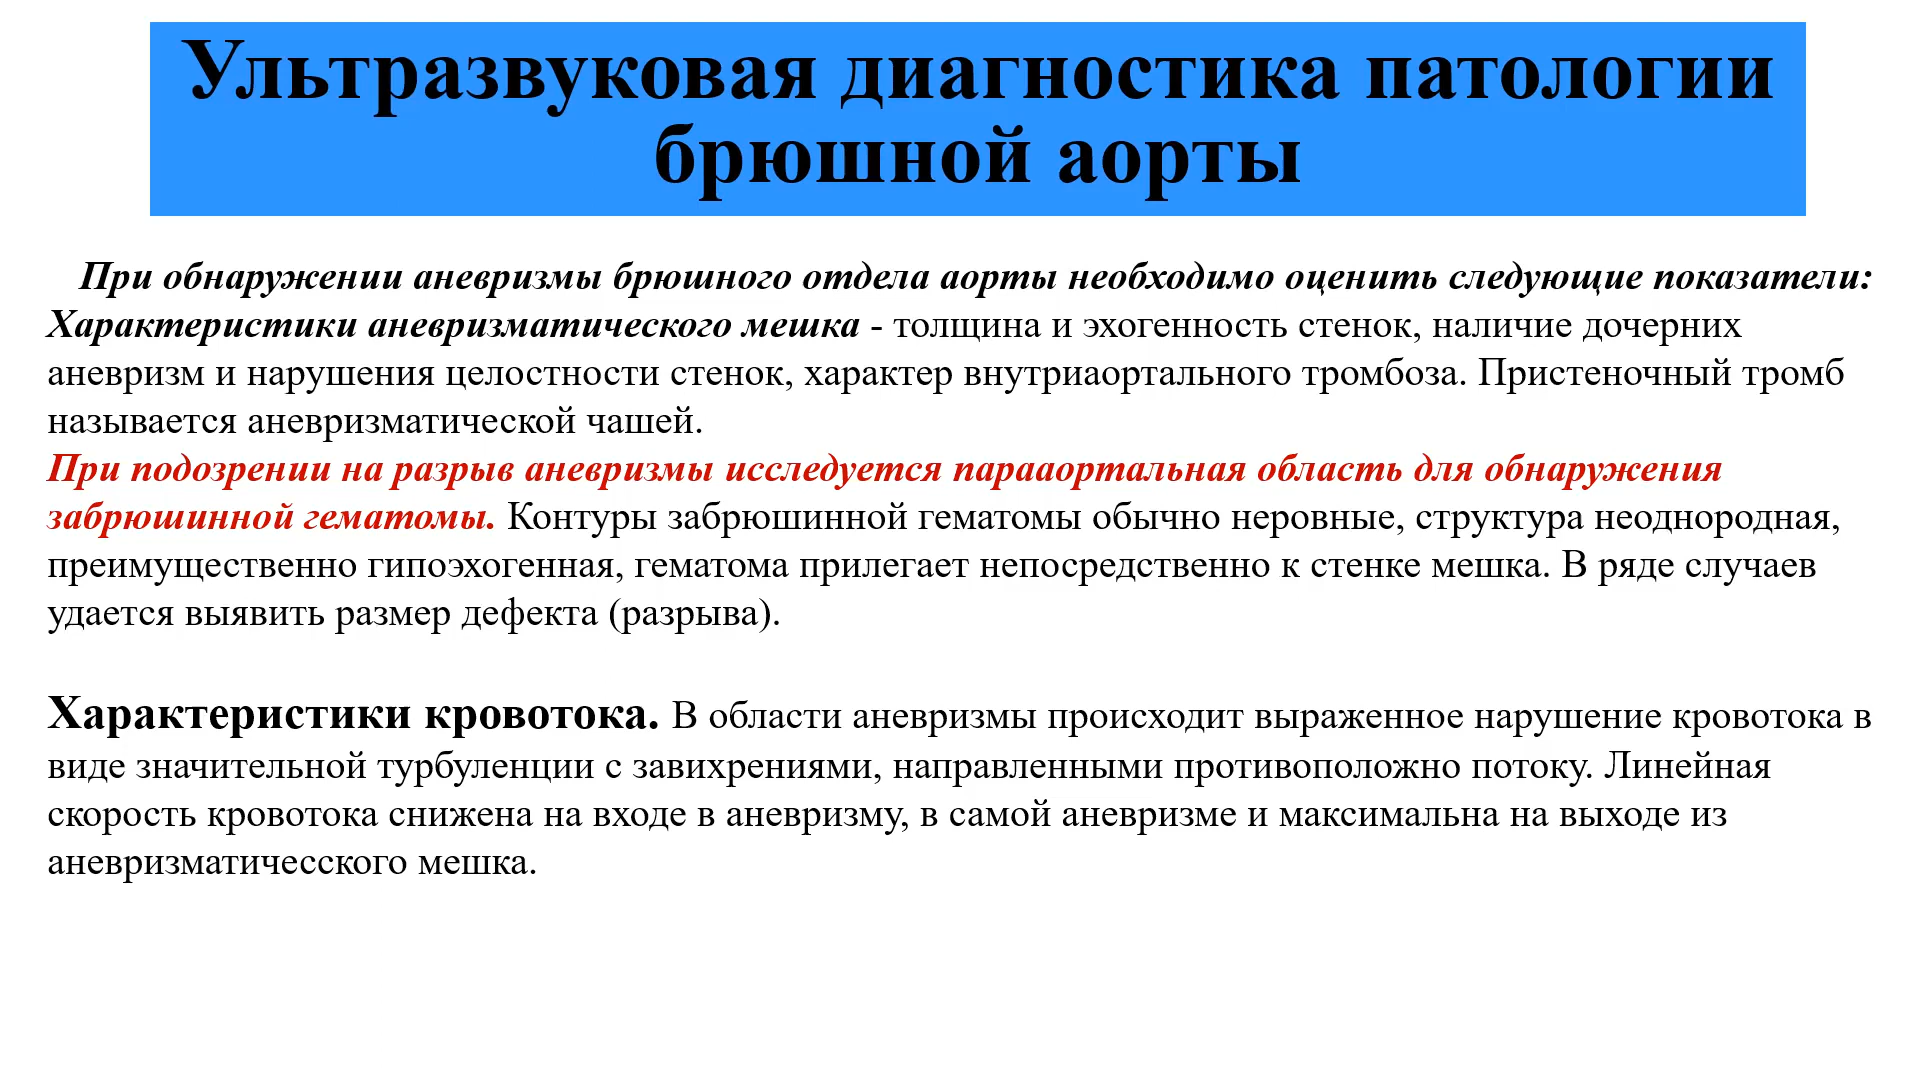 Ультразвуковая диагностика патологии
брюшной аорты
При обнаружении аневризмы брюшного отдела аорты необходимо оценить следующие показатели:
Характеристики аневризматического мешка - толщина и эхогенность стенок, наличие дочерних
аневризм и нарушения целостности стенок, характер внутриаортального тромбоза. Пристеночный тромб
называется аневризматической чашей.
При подозрении на разрыв аневризмы исследуется парааортальная область для обнаружения
забрюшинной гематомы. Контуры забрюшинной гематомы обычно неровные, структура неоднородная,
преимущественно гипоэхогенная, гематома прилегает непосредственно к стенке мешка. В ряде случаев
удается выявить размер дефекта (разрыва).
Характеристики кровотока. В области аневризмы происходит выраженное нарушение кровотока в
виде значительной турбуленции с завихрениями, направленными противоположно потоку. Линейная
скорость кровотока снижена на входе в аневризму, в самой аневризме и максимальна на выходе из
аневризматичесского мешка.